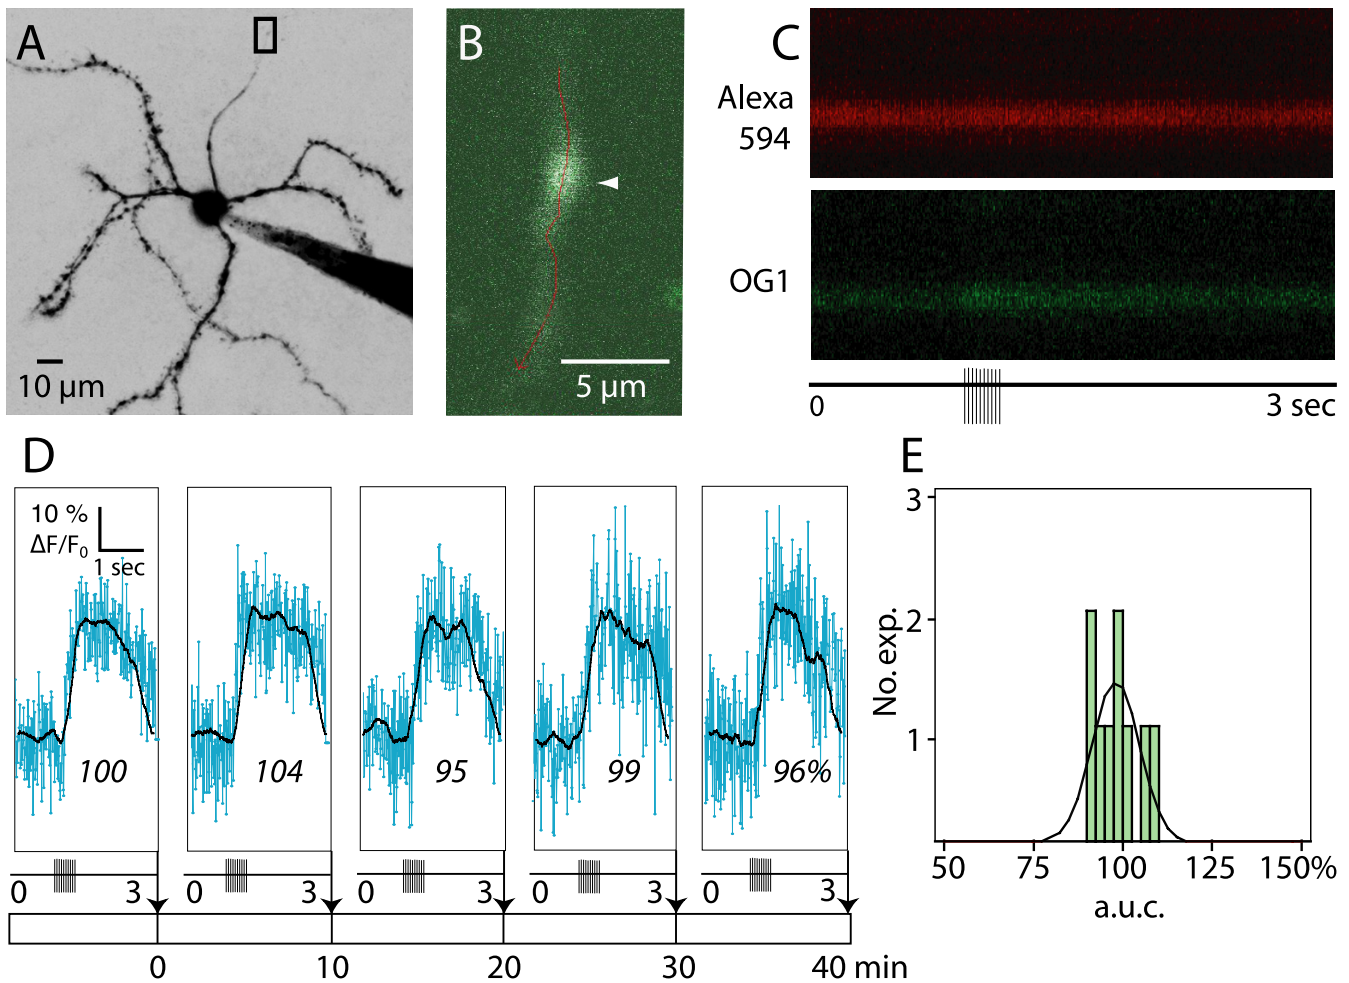 A
10 µm
B
5 µm
C
Alexa
594
OG1
0
3 sec
D
10 %
ΔF/F0
1 sec
100
104
95
99
96%
0 3 0 3 0 3 0 3 0 3
0 10 20 30 40 min
E
3
2
1
No. exp.
50 75 100 125 150%
a.u.c.